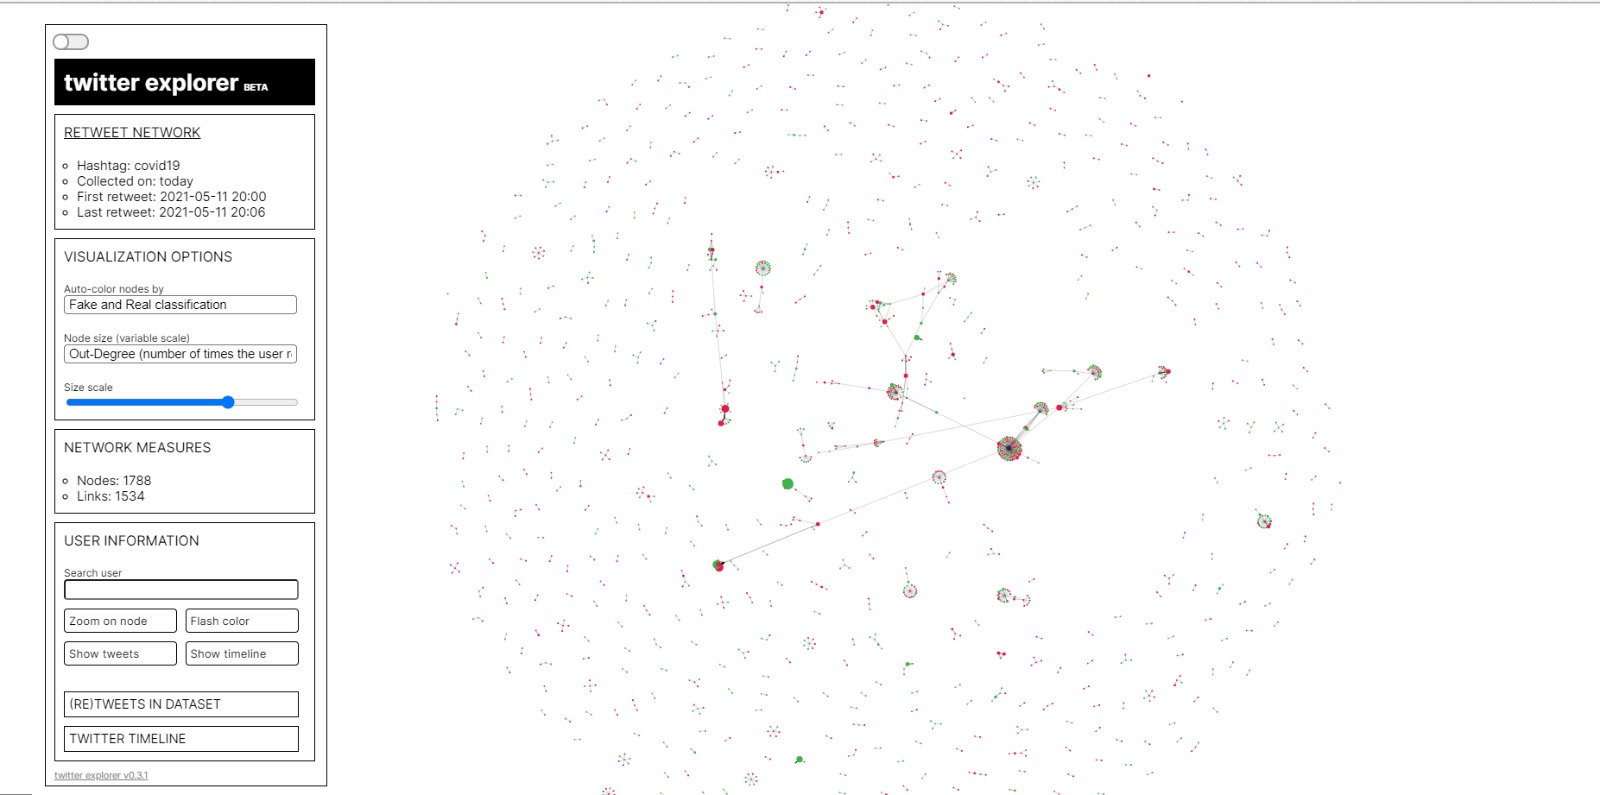 twitter explorer BETA
RETWEET NETWORK
Hashtag: covid19
Collected on: today
First retweet: 2021-05-11 20:00
Last retweet: 2021-05-11 20:06
VISUALIZATION OPTIONS
Auto-color nodes by
Fake and Real classification
Node size (variable scale)
Out-Degree (number of times the user r
Size scale
NETWORK MEASURES
Nodes: 1788
Links: 1534
USER INFORMATION
Search user
Zoom on node
Flash color
Show tweets
Show timeline
(RE)TWEETS IN DATASET
TWITTER TIMELINE
twitter explorer v0.3.1